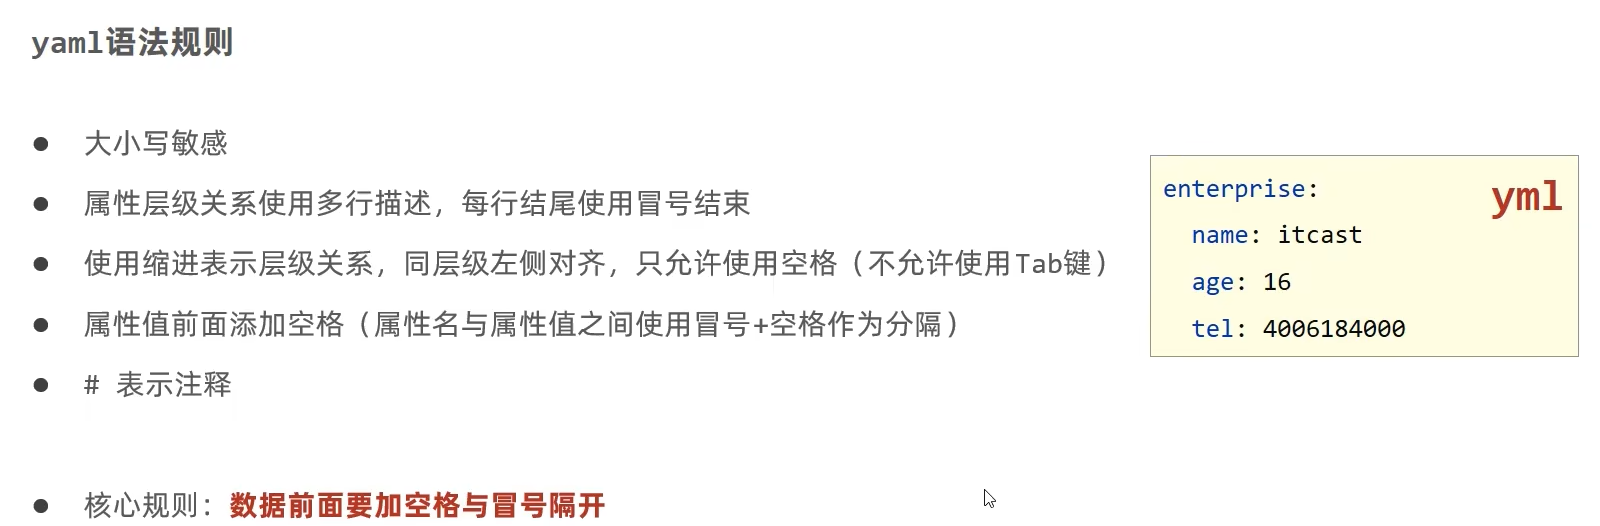 yaml语法规则
● 大小写敏感
● 属性层级关系使用多行描述，每行结尾使用冒号结束
● 使用缩进表示层级关系，同层级左侧对齐，只允许使用空格（不允许使用Tab键）
● 属性值前面添加空格（属性名与属性值之间使用冒号+空格作为分隔）
● # 表示注释
● 核心规则：数据前面要加空格与冒号隔开
enterprise:
yml
name: itcast
age: 16
tel: 4006184000